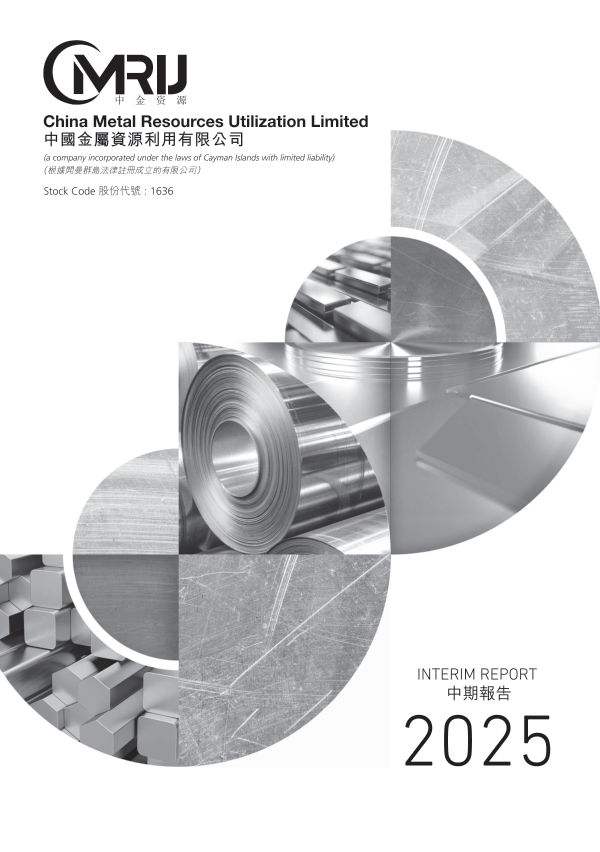 CMRU
中金資源
China Metal Resources Utilization Limited
中國金屬資源利用有限公司
(a company incorporated under the laws of Cayman Islands with limited liability)
（根據開曼群島法律註冊成立的有限公司）
Stock Code 股份代號 : 1636
INTERIM REPORT
中期報告
2025